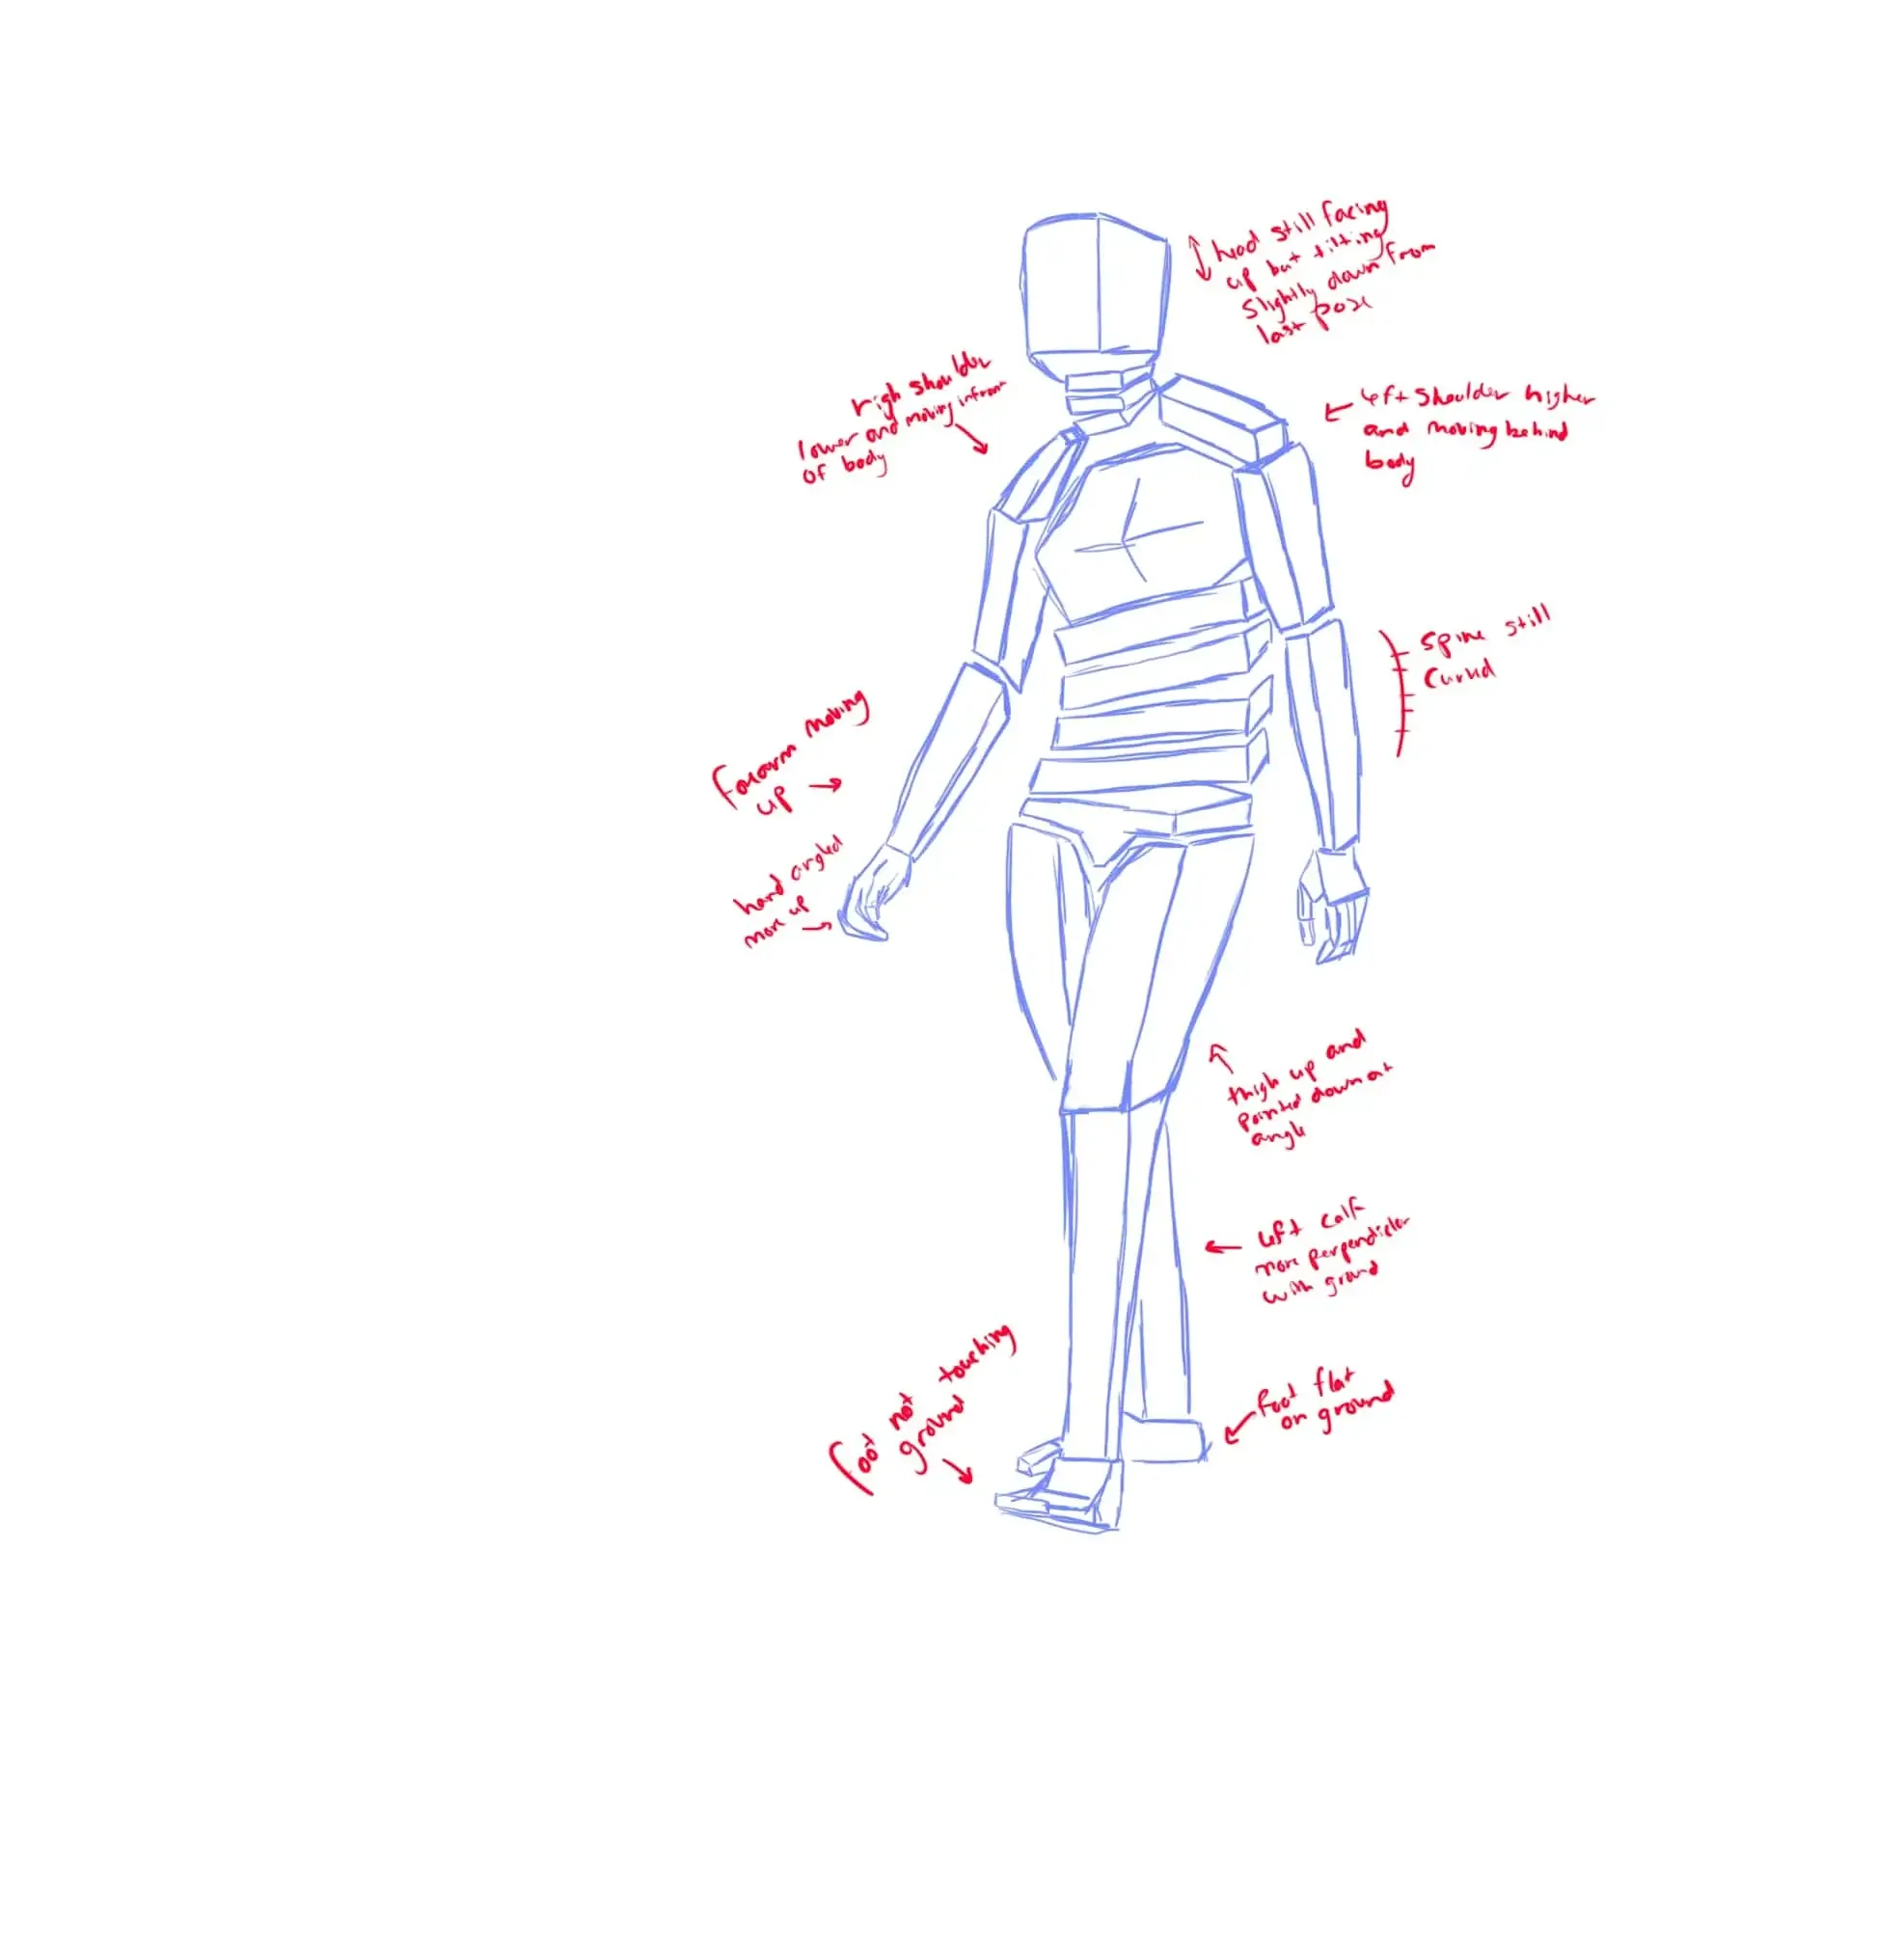 head still facing
up but tilting
slightly down from
last pose
righ shoulder
lower and moving infront
of body
left shoulder higher
and moving behind
body
spine still
curved
forearm moving
up
hand angled
more up
thigh up and
pointed down at
angle
left calf
more perpendicler
with ground
foot not touching
ground
foot flat
on ground